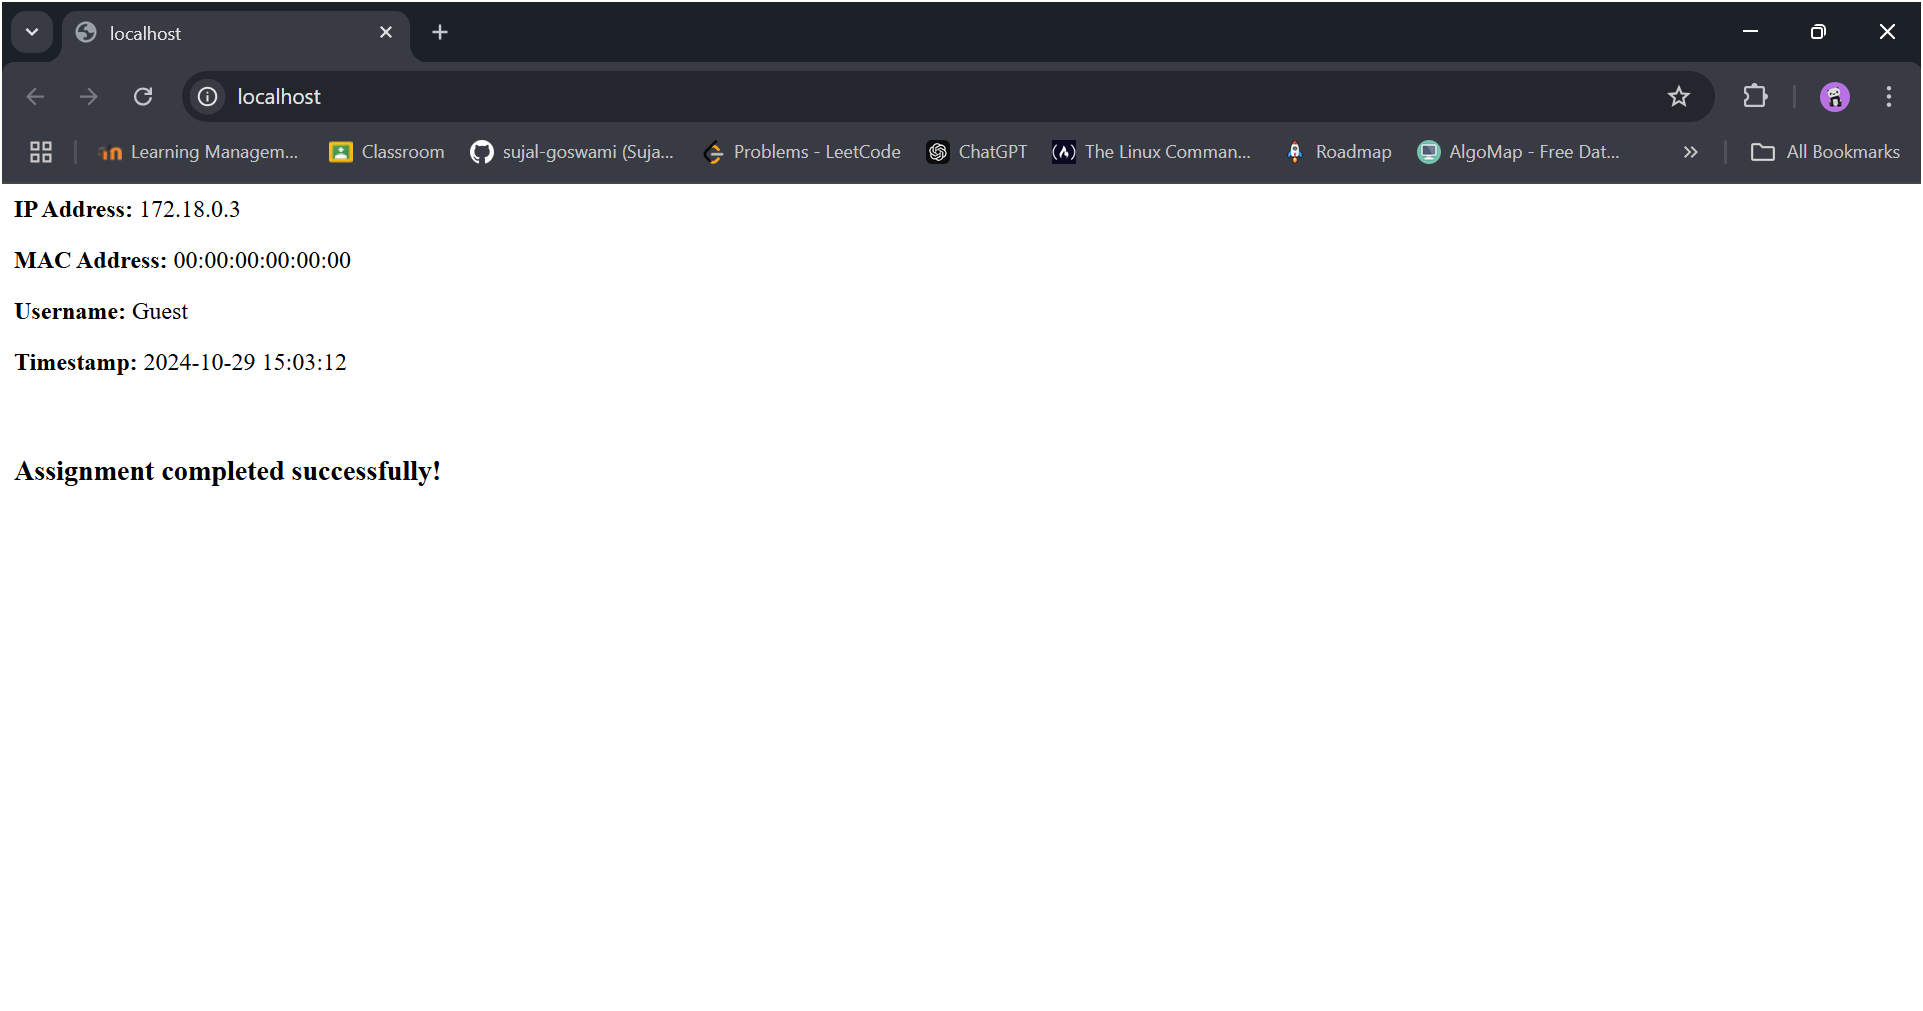 localhost
localhost
Learning Managem...
Classroom
sujal-goswami (Suja...
Problems - LeetCode
ChatGPT
The Linux Comman...
Roadmap
AlgoMap - Free Dat...
All Bookmarks
IP Address: 172.18.0.3
MAC Address: 00:00:00:00:00:00
Username: Guest
Timestamp: 2024-10-29 15:03:12
Assignment completed successfully!